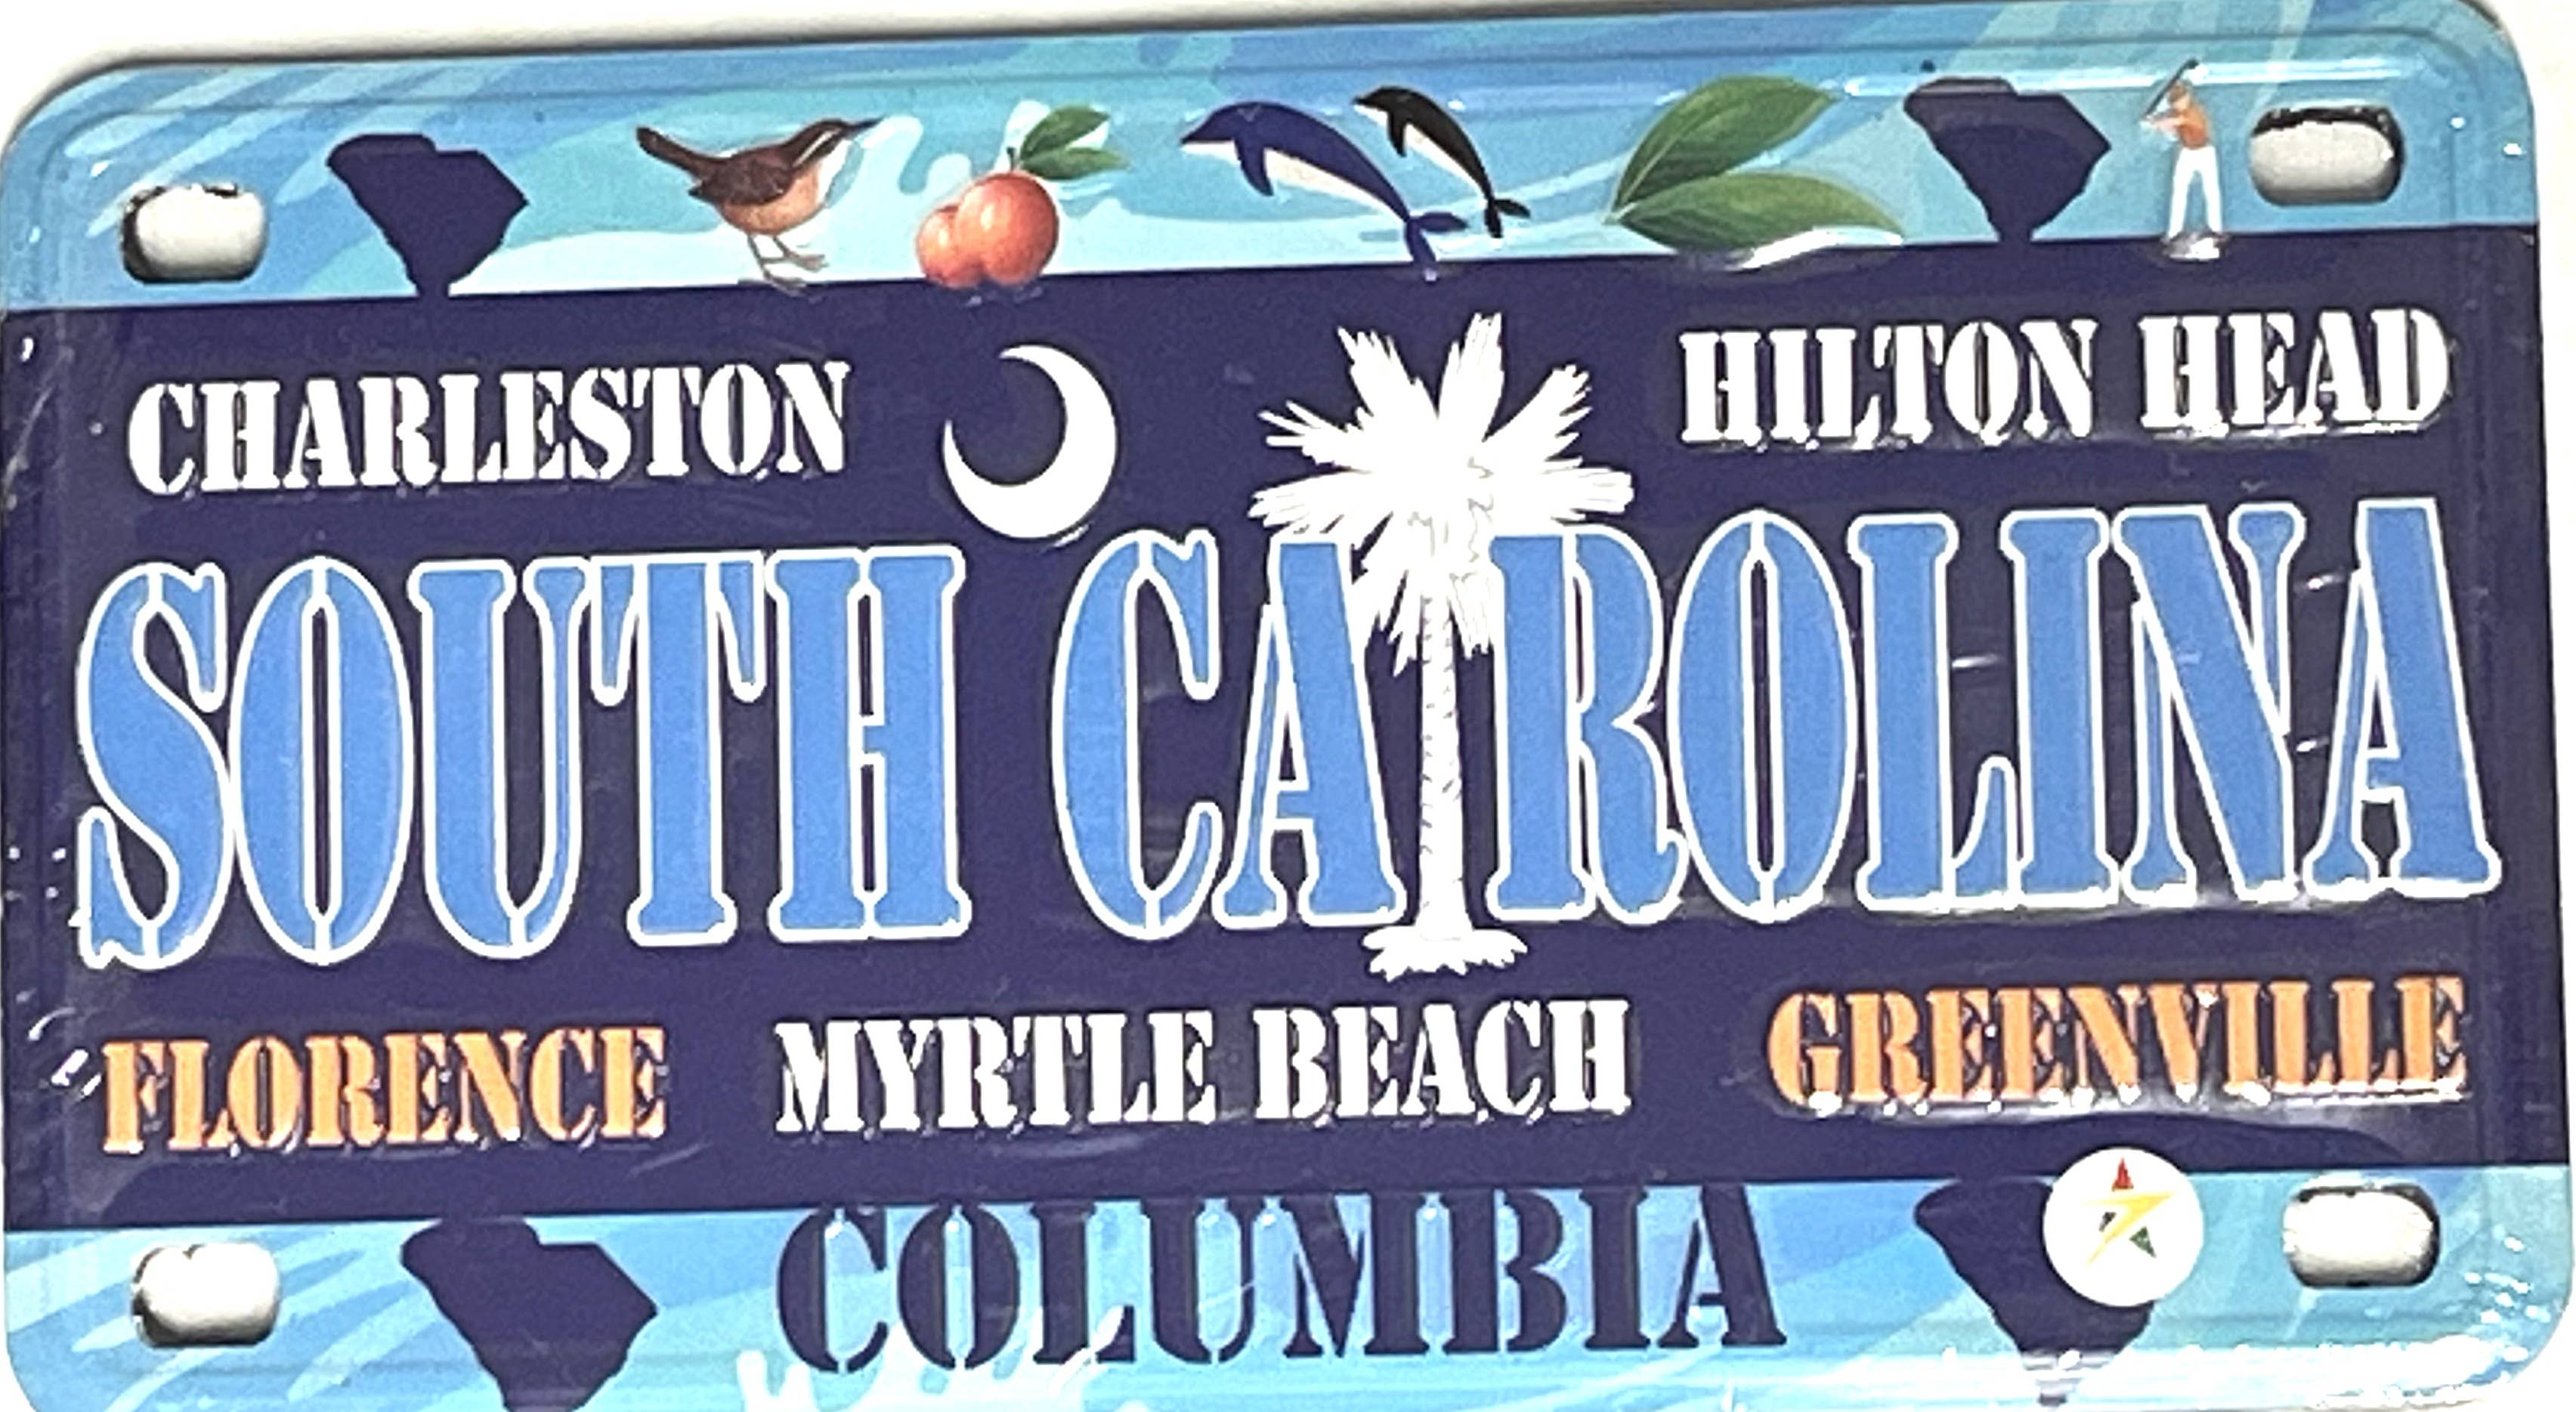 CHARLESTON HILTON HEAD
SOUTH CAROLINA
FLORENCE MYRTLE BEACH GREENVILLE
COLUMBIA